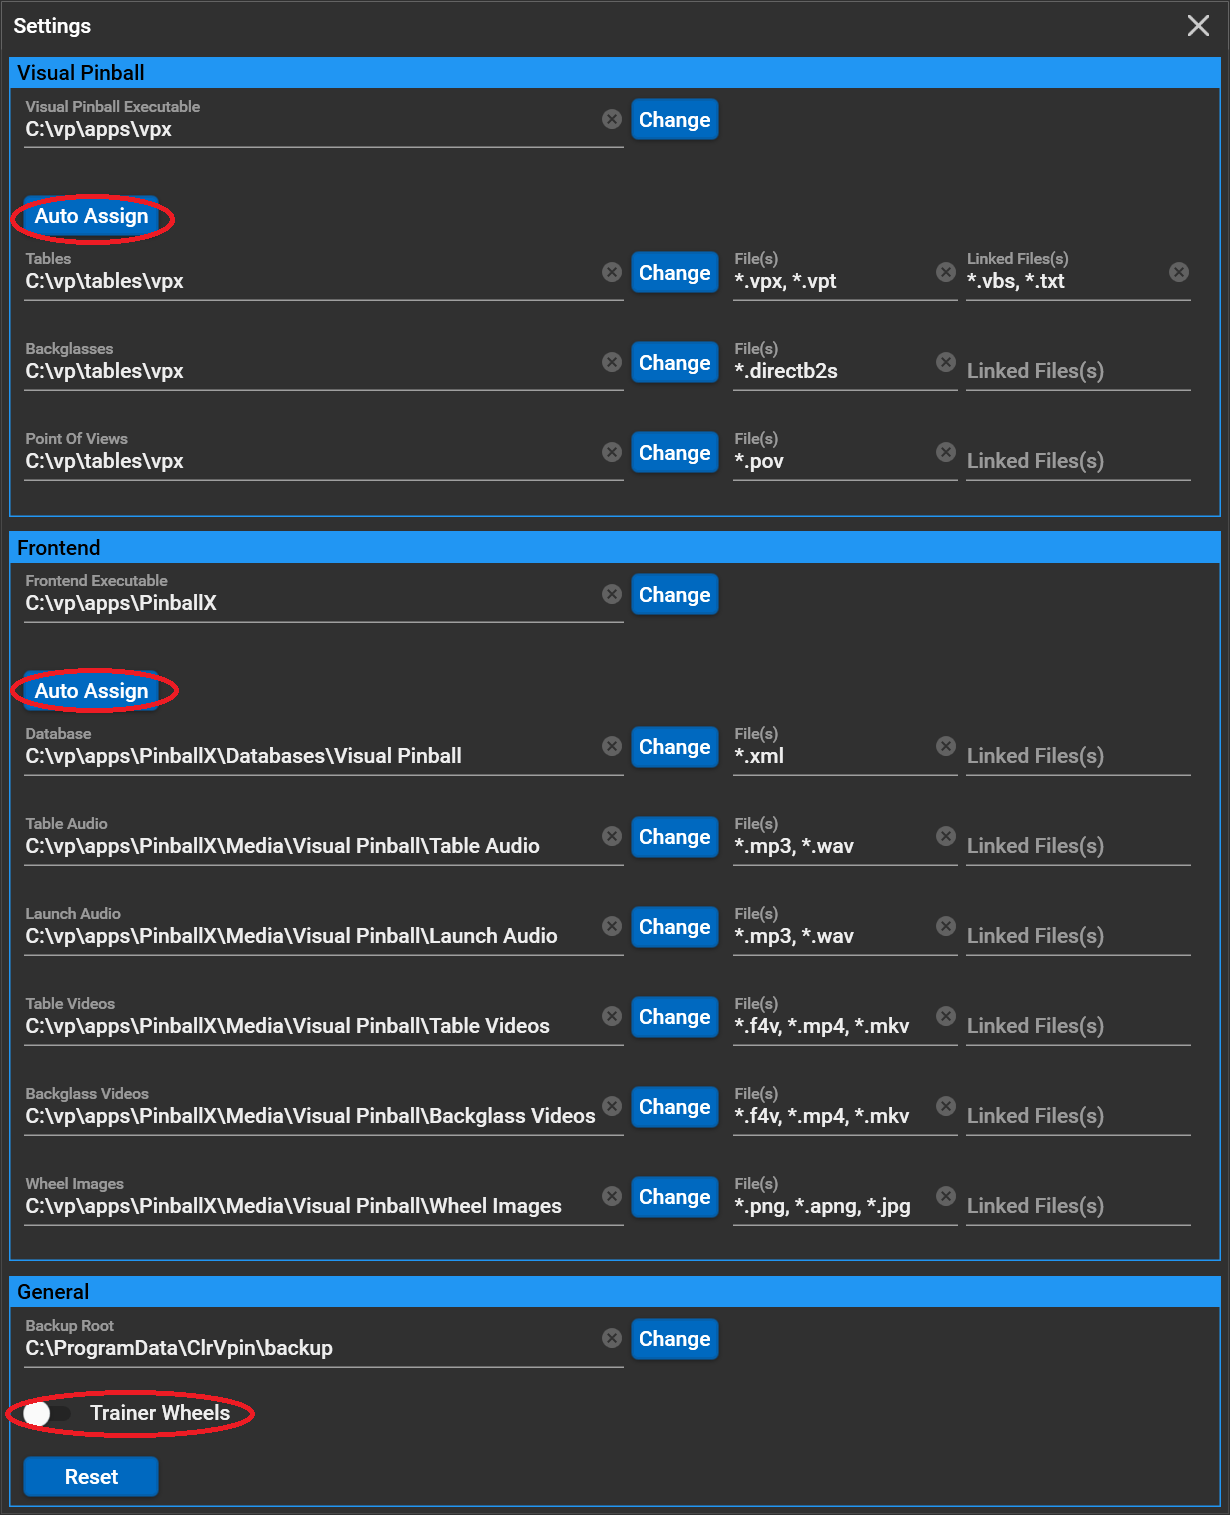 Settings
Visual Pinball
Visual Pinball Executable
C:\vp\apps\vpx
Change
Auto Assign
Tables
C:\vp\tables\vpx
Change
File(s)
*.vpx, *.vpt
Linked Files(s)
*.vbs, *.txt
Backglasses
C:\vp\tables\vpx
Change
File(s)
*.directb2s
Linked Files(s)
Point Of Views
C:\vp\tables\vpx
Change
File(s)
*.pov
Linked Files(s)
Frontend
Frontend Executable
C:\vp\apps\PinballX
Change
Auto Assign
Database
C:\vp\apps\PinballX\Databases\Visual Pinball
Change
File(s)
*.xml
Linked Files(s)
Table Audio
C:\vp\apps\PinballX\Media\Visual Pinball\Table Audio
Change
File(s)
*.mp3, *.wav
Linked Files(s)
Launch Audio
C:\vp\apps\PinballX\Media\Visual Pinball\Launch Audio
Change
File(s)
*.mp3, *.wav
Linked Files(s)
Table Videos
C:\vp\apps\PinballX\Media\Visual Pinball\Table Videos
Change
File(s)
*.f4v, *.mp4, *.mkv
Linked Files(s)
Backglass Videos
C:\vp\apps\PinballX\Media\Visual Pinball\Backglass Videos
Change
File(s)
*.f4v, *.mp4, *.mkv
Linked Files(s)
Wheel Images
C:\vp\apps\PinballX\Media\Visual Pinball\Wheel Images
Change
File(s)
*.png, *.apng, *.jpg
Linked Files(s)
General
Backup Root
C:\ProgramData\ClrVpin\backup
Change
Trainer Wheels
Reset